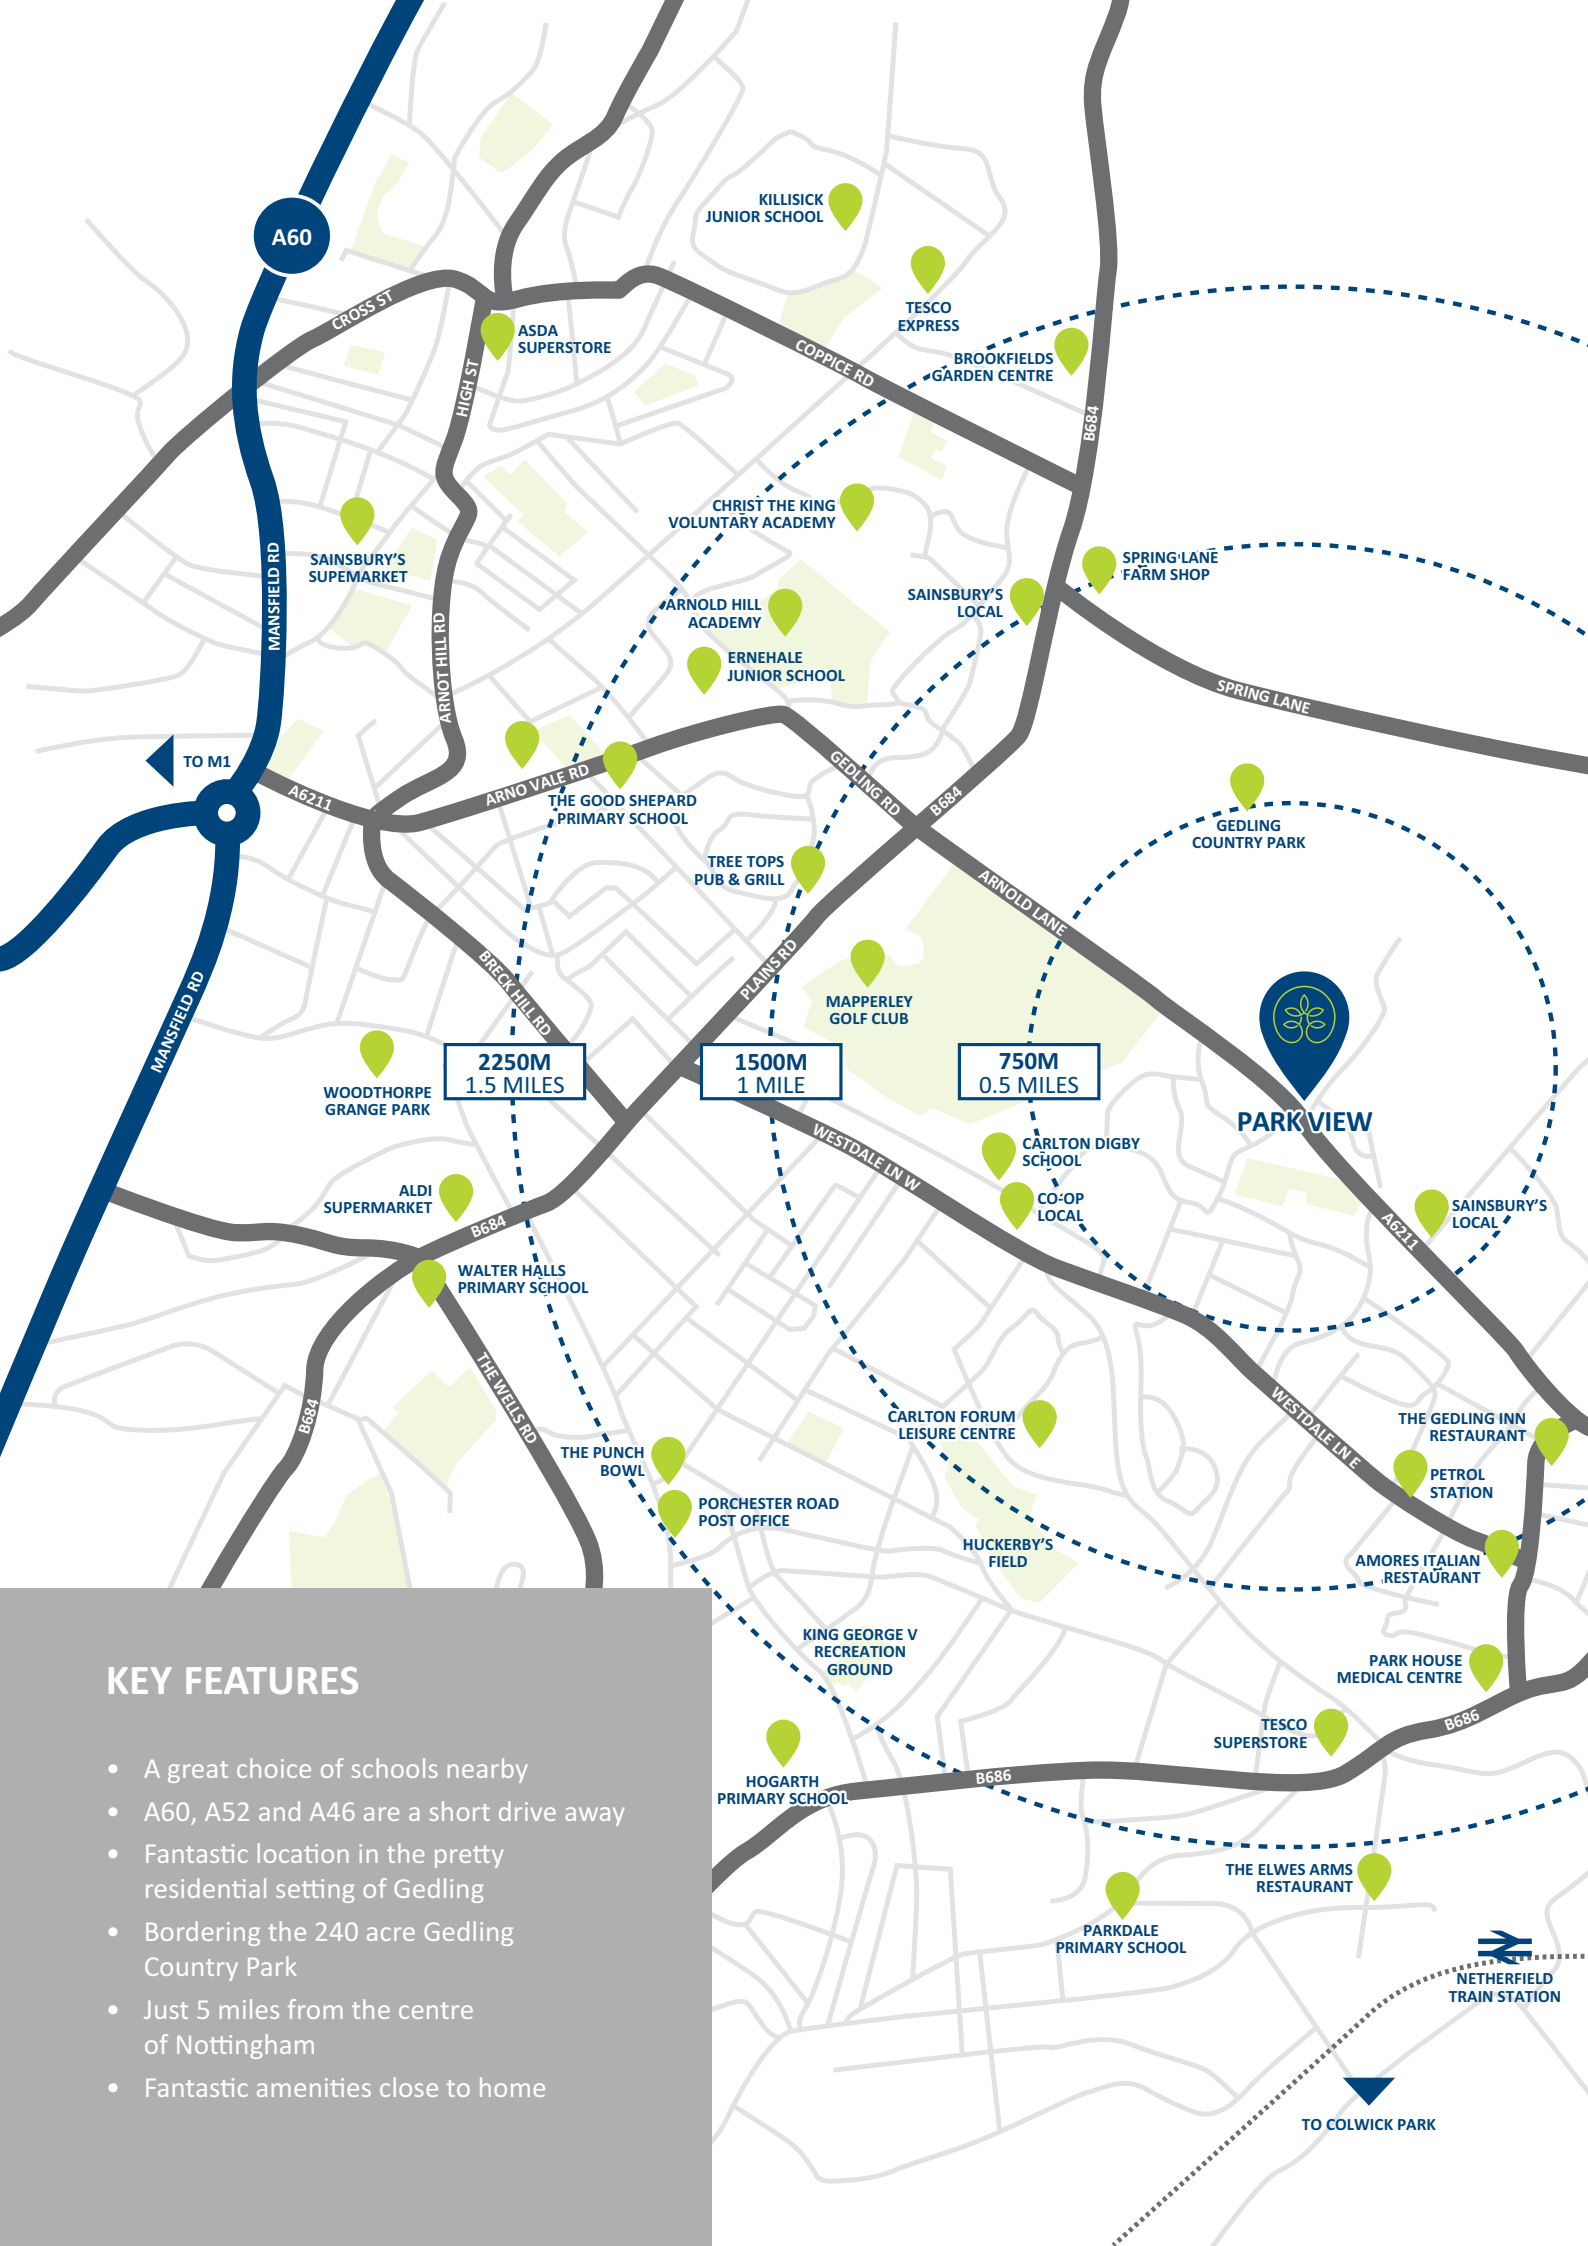 KILLISICK
JUNIOR SCHOOL
A60
TESCO
EXPRESS
CROSS ST
ASDA
SUPERSTORE
COPPICE RD
BROOKFIELDS
GARDEN CENTRE
HIGH ST
B684
CHRIST THE KING
VOLUNTARY ACADEMY
SAINSBURY'S
SUPEMARKET
MANSFIELD RD
SPRING LANE
FARM SHOP
SAINSBURY'S
LOCAL
ARNOLD HILL
ACADEMY
ARNOT HILL RD
ERNEHALE
JUNIOR SCHOOL
SPRING LANE
TO M1
A6211
ARNO VALE RD
GEDLING RD
B684
THE GOOD SHEPARD
PRIMARY SCHOOL
GEDLING
COUNTRY PARK
TREE TOPS
PUB & GRILL
ARNOLD LANE
PLAINS RD
BRECK HILL RD
MANSFIELD RD
MAPPERLEY
GOLF CLUB
2250M
1.5 MILES
1500M
1 MILE
750M
0.5 MILES
WOODTHORPE
GRANGE PARK
PARK VIEW
WESTDALE LN W
CARLTON DIGBY
SCHOOL
ALDI
SUPERMARKET
CO-OP
LOCAL
SAINSBURY'S
LOCAL
B684
A6211
WALTER HALLS
PRIMARY SCHOOL
THE WELLS RD
B684
WESTDALE LN E
CARLTON FORUM
LEISURE CENTRE
THE GEDLING INN
RESTAURANT
THE PUNCH
BOWL
PETROL
STATION
PORCHESTER ROAD
POST OFFICE
HUCKERBY'S
FIELD
AMORES ITALIAN
RESTAURANT
KING GEORGE V
RECREATION
GROUND
PARK HOUSE
MEDICAL CENTRE
TESCO
SUPERSTORE
B686
HOGARTH
PRIMARY SCHOOL
B686
THE ELWES ARMS
RESTAURANT
PARKDALE
PRIMARY SCHOOL
NETHERFIELD
TRAIN STATION
TO COLWICK PARK
KEY FEATURES
• A great choice of schools nearby
• A60, A52 and A46 are a short drive away
• Fantastic location in the pretty
residential setting of Gedling
• Bordering the 240 acre Gedling
Country Park
• Just 5 miles from the centre
of Nottingham
• Fantastic amenities close to home